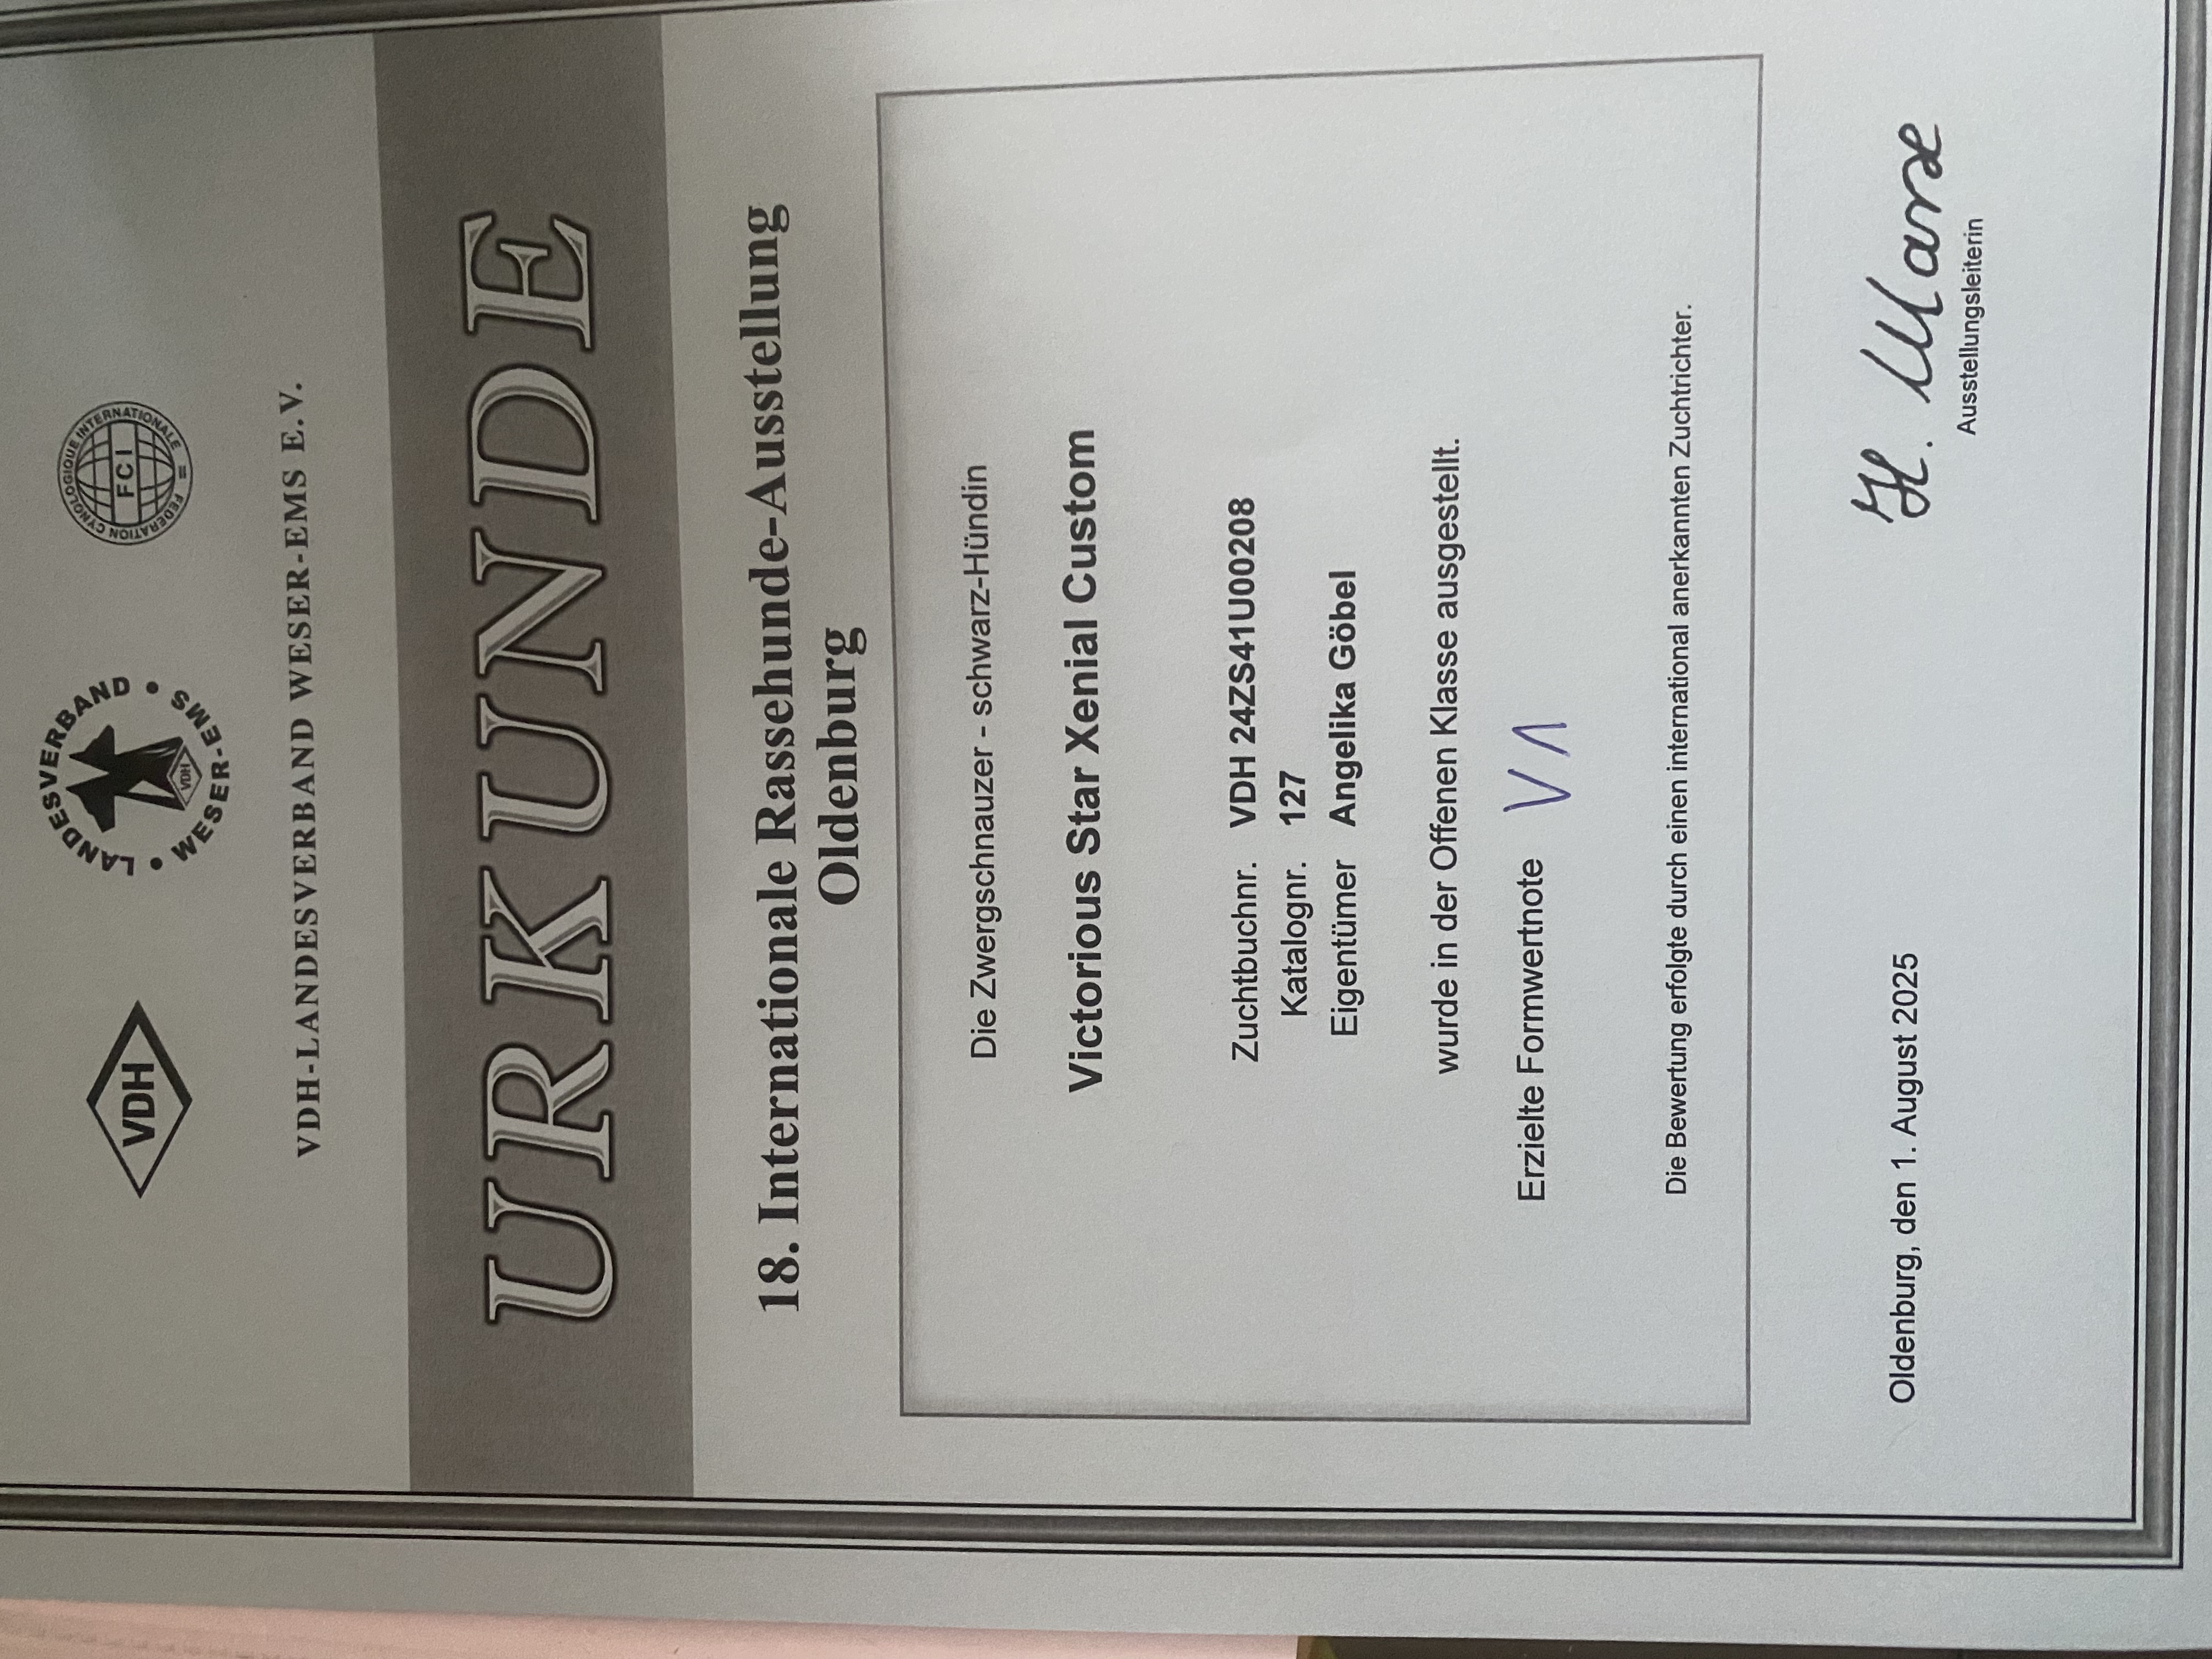 VDH
LANDESVERBAND • WESER-EMS •
VDH
FEDERATION CYNOLOGIQUE INTERNATIONALE =
FCI
VDH-LANDESVERBAND WESER-EMS E.V.
URKUNDE
18. Internationale Rassehunde-Ausstellung
Oldenburg
Die Zwergschnauzer - schwarz-Hündin
Victorious Star Xenial Custom
Zuchtbuchnr. VDH 24ZS41U00208
Katalognr. 127
Eigentümer Angelika Göbel
wurde in der Offenen Klasse ausgestellt.
Erzielte Formwertnote V1
Die Bewertung erfolgte durch einen international anerkannten Zuchtrichter.
Oldenburg, den 1. August 2025
H.
Ausstellungsleiterin